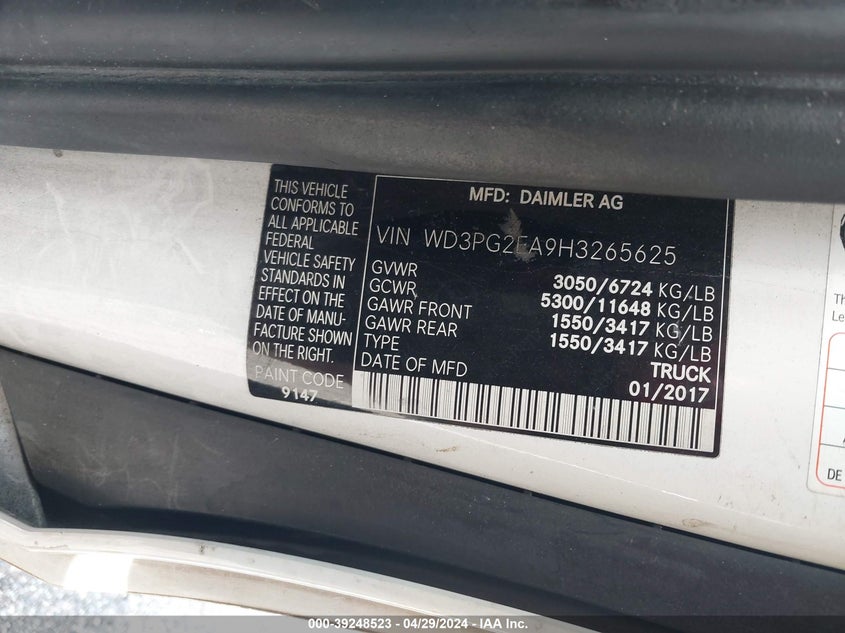 THIS VEHICLE
CONFORMS TO
ALL APPLICABLE
FEDERAL
VEHICLE SAFETY
STANDARDS IN
EFFECT ON THE
DATE OF MANU-
FACTURE SHOWN
ON THE RIGHT.
PAINT CODE
9147
MFD: DAIMLER AG
VIN
GVWR 3050/6724 KG/LB
GCWR 5300/11648 KG/LB
GAWR FRONT 1550/3417 KG/LB
GAWR REAR 1550/3417 KG/LB
TYPE TRUCK
DATE OF MFD 01/2017
Th
Le
DE
000-39248523 - 04/29/2024 - IAA Inc.